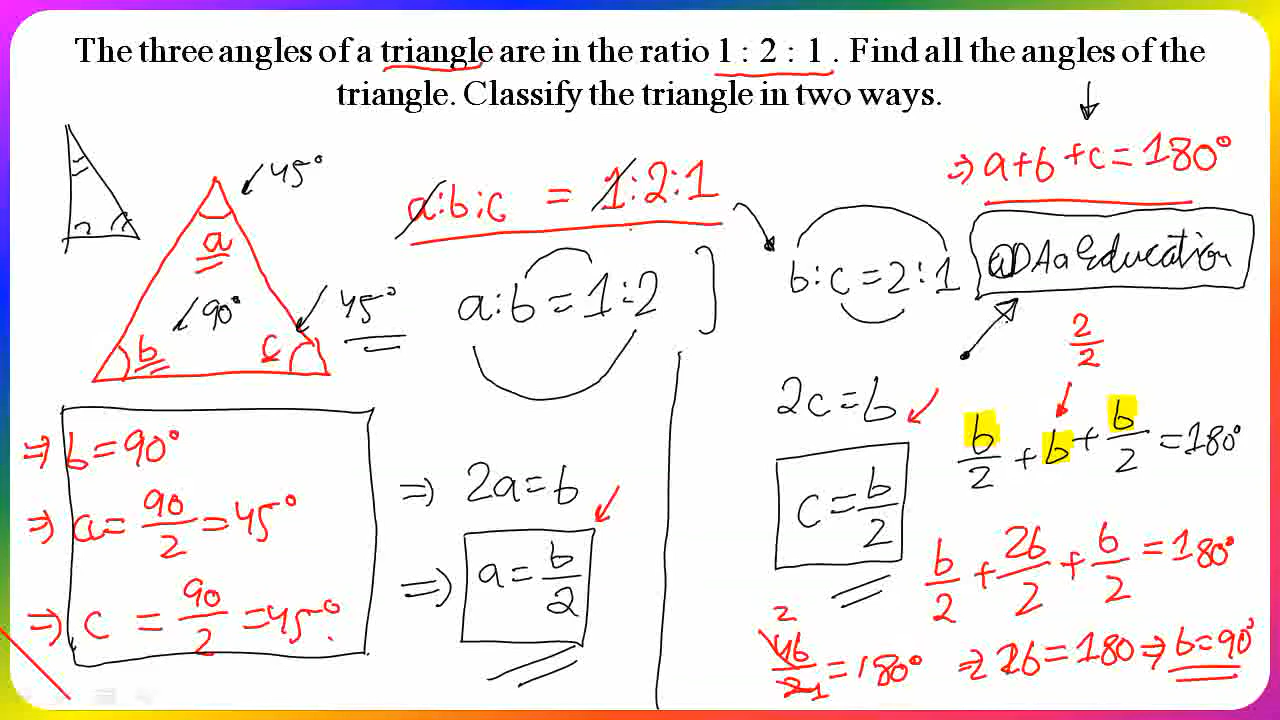 The three angles of a triangle are in the ratio 1 : 2 : 1 . Find all the angles of the
triangle. Classify the triangle in two ways.
⇒ a+b+c=180°
45°
a:b:c = 1:2:1
a
@DAaEducation
b:c=2:1
a:b=1:2
90°
45°
b
c
2/2
2c=b
b/2+b+b/2=180°
⇒ b=90°
⇒ 2a=b
c=b/2
⇒ a=90/2=45°
⇒ a=b/2
b/2+2b/2+b/2=180°
⇒ c=90/2=45°
2
4b/2 1=180°
⇒ 2b=180⇒b=90°